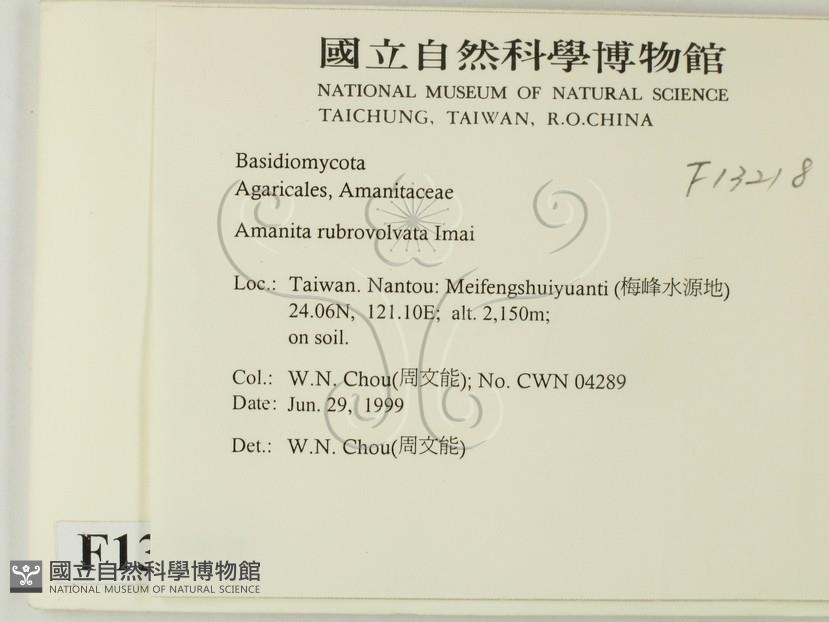 國立自然科學博物館
NATIONAL MUSEUM OF NATURAL SCIENCE
TAICHUNG, TAIWAN, R.O.CHINA
F13218
Basidiomycota
Agaricales, Amanitaceae
Amanita rubrovolvata Imai
Loc.: Taiwan. Nantou: Meifengshuiyuanti (梅峰水源地)
24.06N, 121.10E; alt. 2,150m;
on soil.
Col.: W.N. Chou(周文能); No. CWN 04289
Date: Jun. 29, 1999
Det.: W.N. Chou(周文能)
F13
國立自然科學博物館
NATIONAL MUSEUM OF NATURAL SCIENCE